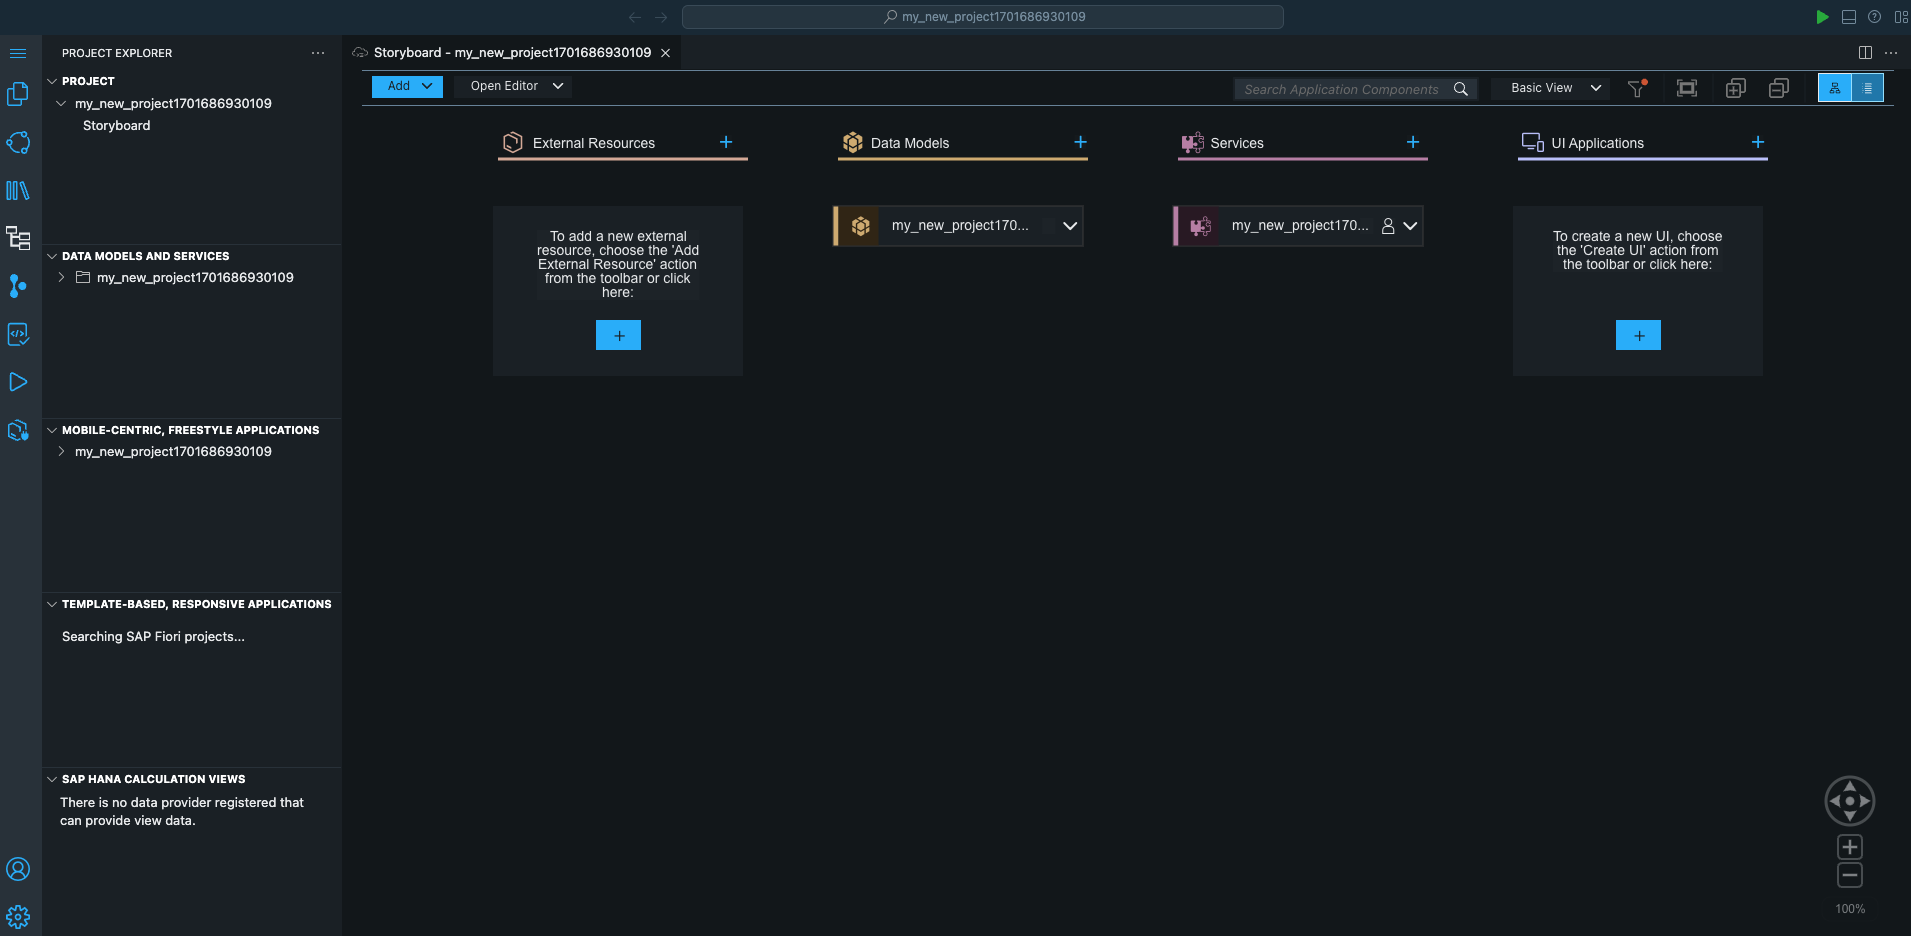 my_new_project1701686930109
PROJECT EXPLORER
PROJECT
my_new_project1701686930109
Storyboard
DATA MODELS AND SERVICES
my_new_project1701686930109
MOBILE-CENTRIC, FREESTYLE APPLICATIONS
my_new_project1701686930109
TEMPLATE-BASED, RESPONSIVE APPLICATIONS
Searching SAP Fiori projects...
SAP HANA CALCULATION VIEWS
There is no data provider registered that
can provide view data.
Storyboard - my_new_project1701686930109
Add
Open Editor
Search Application Components
Basic View
External Resources
Data Models
Services
UI Applications
To add a new external
resource, choose the 'Add
External Resource' action
from the toolbar or click
here:
my_new_project170...
my_new_project170...
To create a new UI, choose
the 'Create UI' action from
the toolbar or click here:
100%